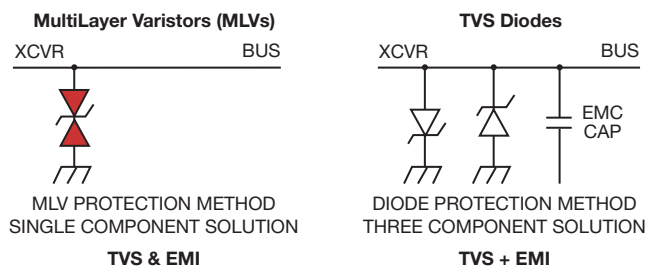 MultiLayer Varistors (MLVs)
XCVR BUS
MLV PROTECTION METHOD
SINGLE COMPONENT SOLUTION
TVS & EMI
TVS Diodes
XCVR BUS
EMC
CAP
DIODE PROTECTION METHOD
THREE COMPONENT SOLUTION
TVS + EMI